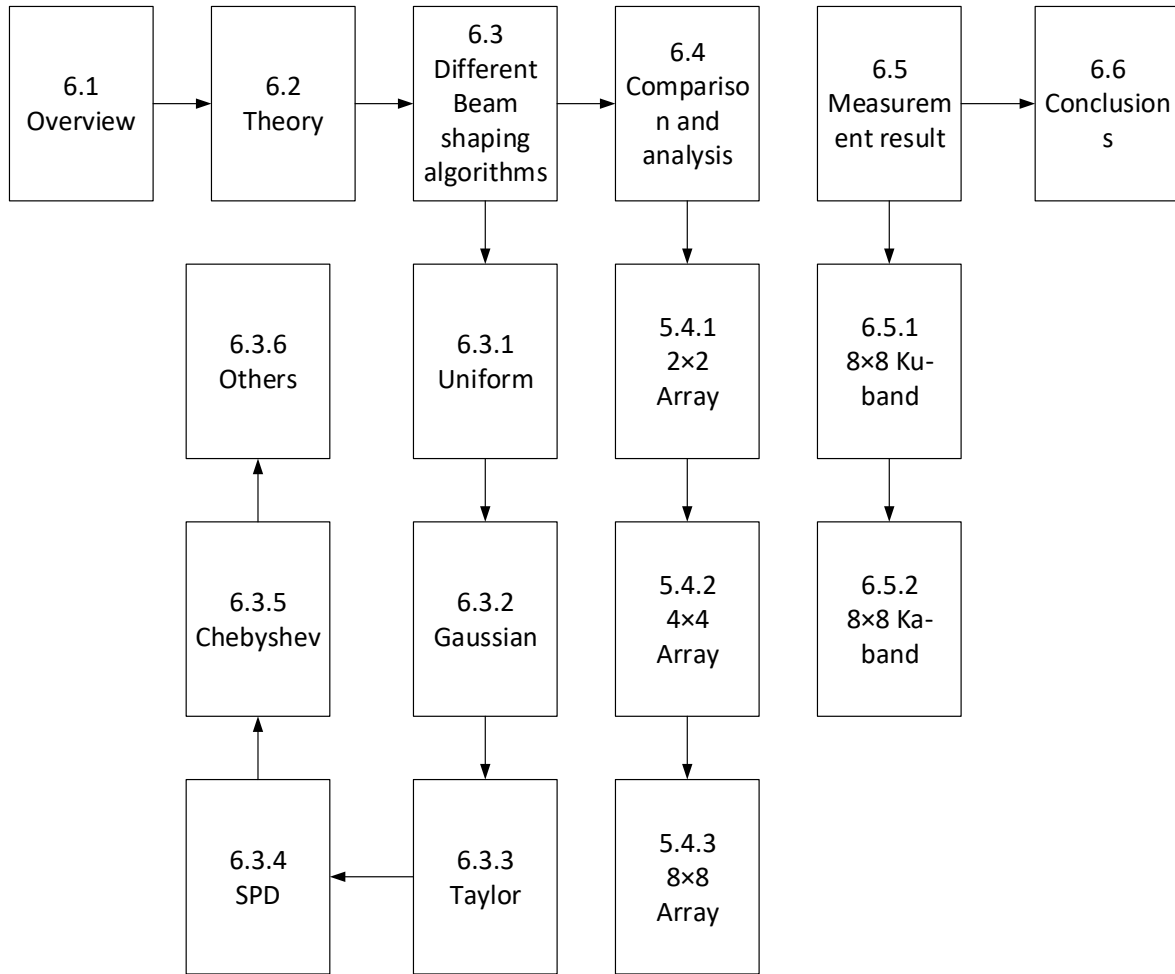 6.1
Overview
6.2
Theory
6.3
Different
Beam
shaping
algorithms
6.4
Compariso
n and
analysis
6.5
Measurem
ent result
6.6
Conclusion
s
6.3.6
Others
6.3.1
Uniform
5.4.1
2×2
Array
6.5.1
8×8 Ku-
band
6.3.5
Chebyshev
6.3.2
Gaussian
5.4.2
4×4
Array
6.5.2
8×8 Ka-
band
6.3.4
SPD
6.3.3
Taylor
5.4.3
8×8
Array